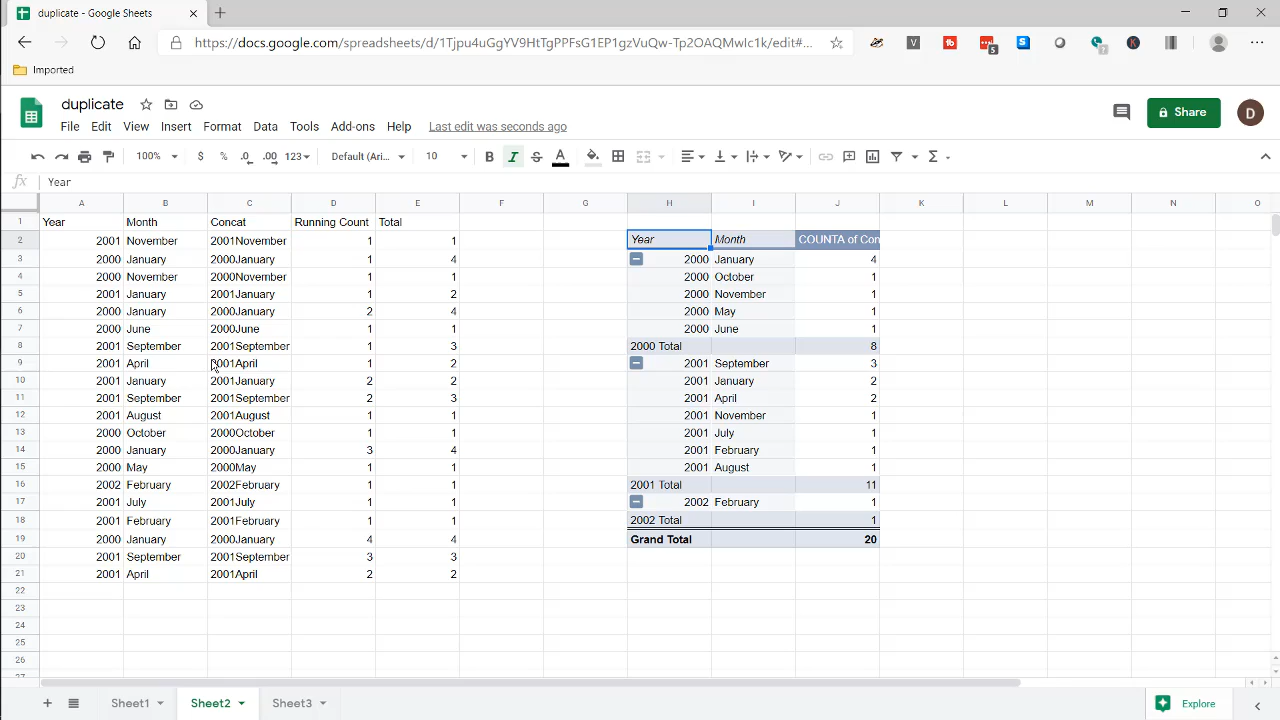 duplicate - Google Sheets
https://docs.google.com/spreadsheets/d/1Tjpu4uGgYV9HtTgPPFsG1EP1gzVuQw-Tp2OAQMwIc1k/edit#...
Imported
duplicate
File Edit View Insert Format Data Tools Add-ons Help Last edit was seconds ago
Share D
100% $ % .0 .00 123 Default (Ari... 10 B I S A
fx Year
A B C D E F G H I J K L M N O
1 Year Month Concat Running Count Total
2 2001 November 2001November 1 1 Year Month COUNTA of Con
3 2000 January 2000January 1 4 2000 January 4
4 2000 November 2000November 1 1 2000 October 1
5 2001 January 2001January 1 2 2000 November 1
6 2000 January 2000January 2 4 2000 May 1
7 2000 June 2000June 1 1 2000 June 1
8 2001 September 2001September 1 3 2000 Total 8
9 2001 April 2001April 1 2 2001 September 3
10 2001 January 2001January 2 2 2001 January 2
11 2001 September 2001September 2 3 2001 April 2
12 2001 August 2001August 1 1 2001 November 1
13 2000 October 2000October 1 1 2001 July 1
14 2000 January 2000January 3 4 2001 February 1
15 2000 May 2000May 1 1 2001 August 1
16 2002 February 2002February 1 1 2001 Total 11
17 2001 July 2001July 1 1 2002 February 1
18 2001 February 2001February 1 1 2002 Total 1
19 2000 January 2000January 4 4 Grand Total 20
20 2001 September 2001September 3 3
21 2001 April 2001April 2 2
22
23
24
25
26
Sheet1 Sheet2 Sheet3 Explore